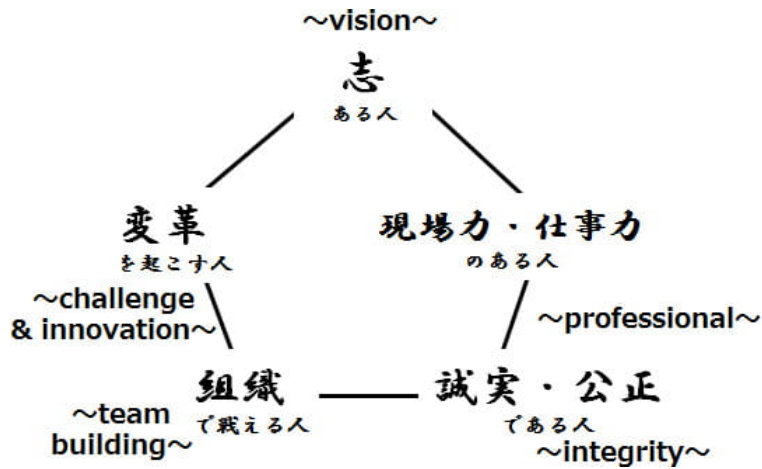 ～vision～
志
ある人
変革
を起こす人
～challenge
& innovation～
現場力・仕事力
のある人
～professional～
組織
で戦える人
～team
building～
誠実・公正
である人
～integrity～